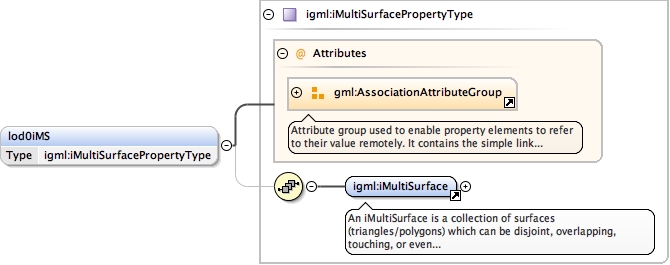 igml:iMultiSurfacePropertyType
@ Attributes
gml:AssociationAttributeGroup
Attribute group used to enable property elements to refer
to their value remotely. It contains the simple link...
lod0iMS
Type igml:iMultiSurfacePropertyType
igml:iMultiSurface
An iMultiSurface is a collection of surfaces
(triangles/polygons) which can be disjoint, overlapping,
touching, or even...